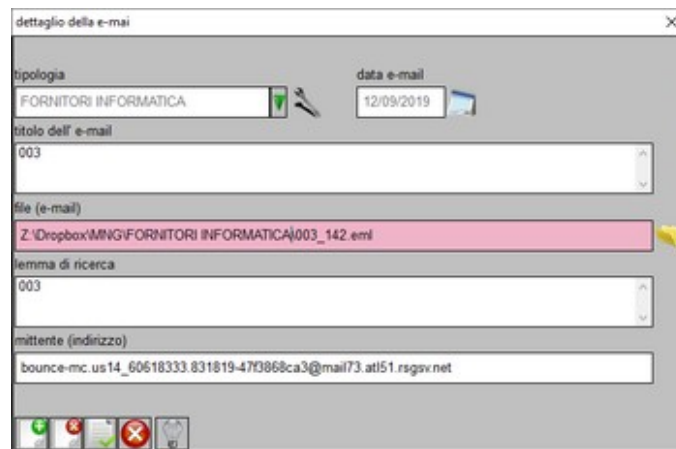 dettaglio della e-mai
tipologia
data e-mail
FORNITORI INFORMATICA
12/09/2019
titolo dell' e-mail
003
file (e-mail)
Z:\Dropbox\MNG\FORNITORI INFORMATICA\003_142.eml
lemma di ricerca
003
mittente (indirizzo)
bounce-mc.us14_60618333.831819-47f3868ca3@mail73.atl51.rsgsv.net